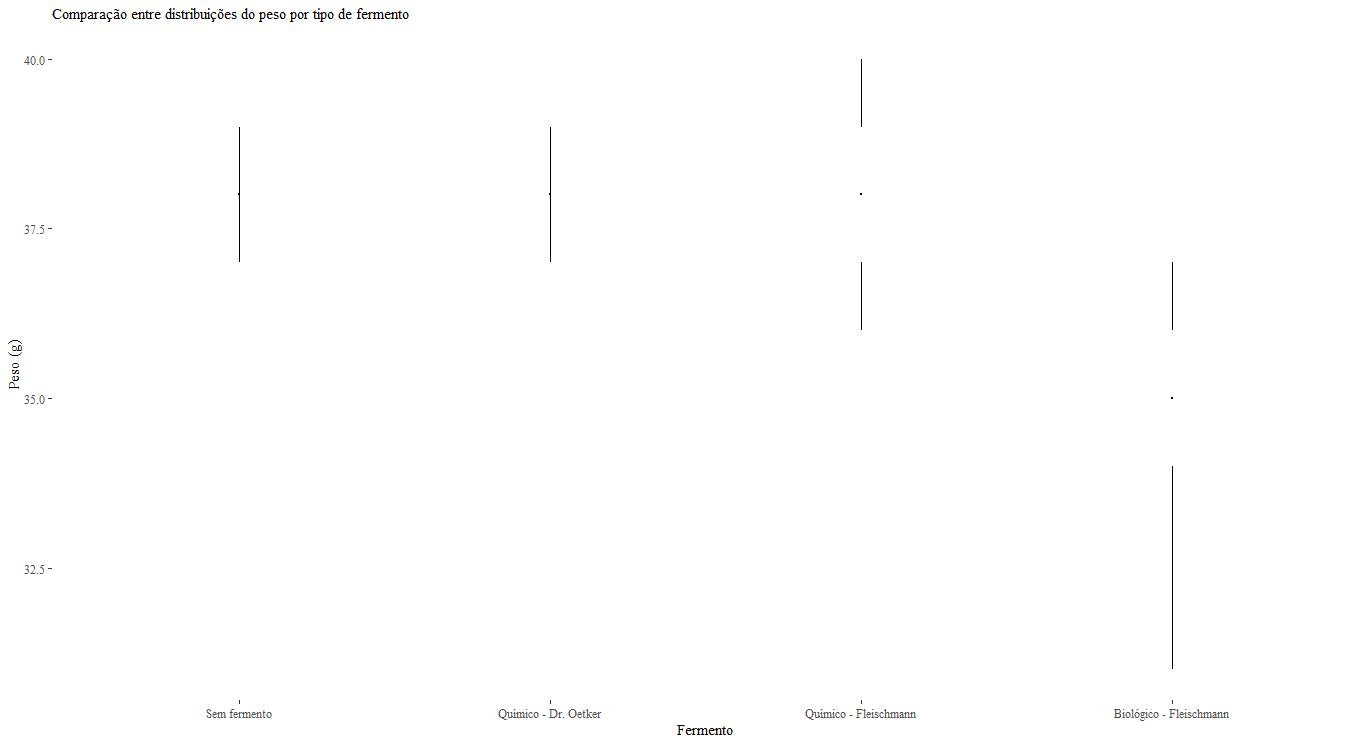 Comparação entre distribuições do peso por tipo de fermento
40.0
37.5
35.0
32.5
Peso (g)
Sem fermento
Químico - Dr. Oetker
Químico - Fleischmann
Biológico - Fleischmann
Fermento